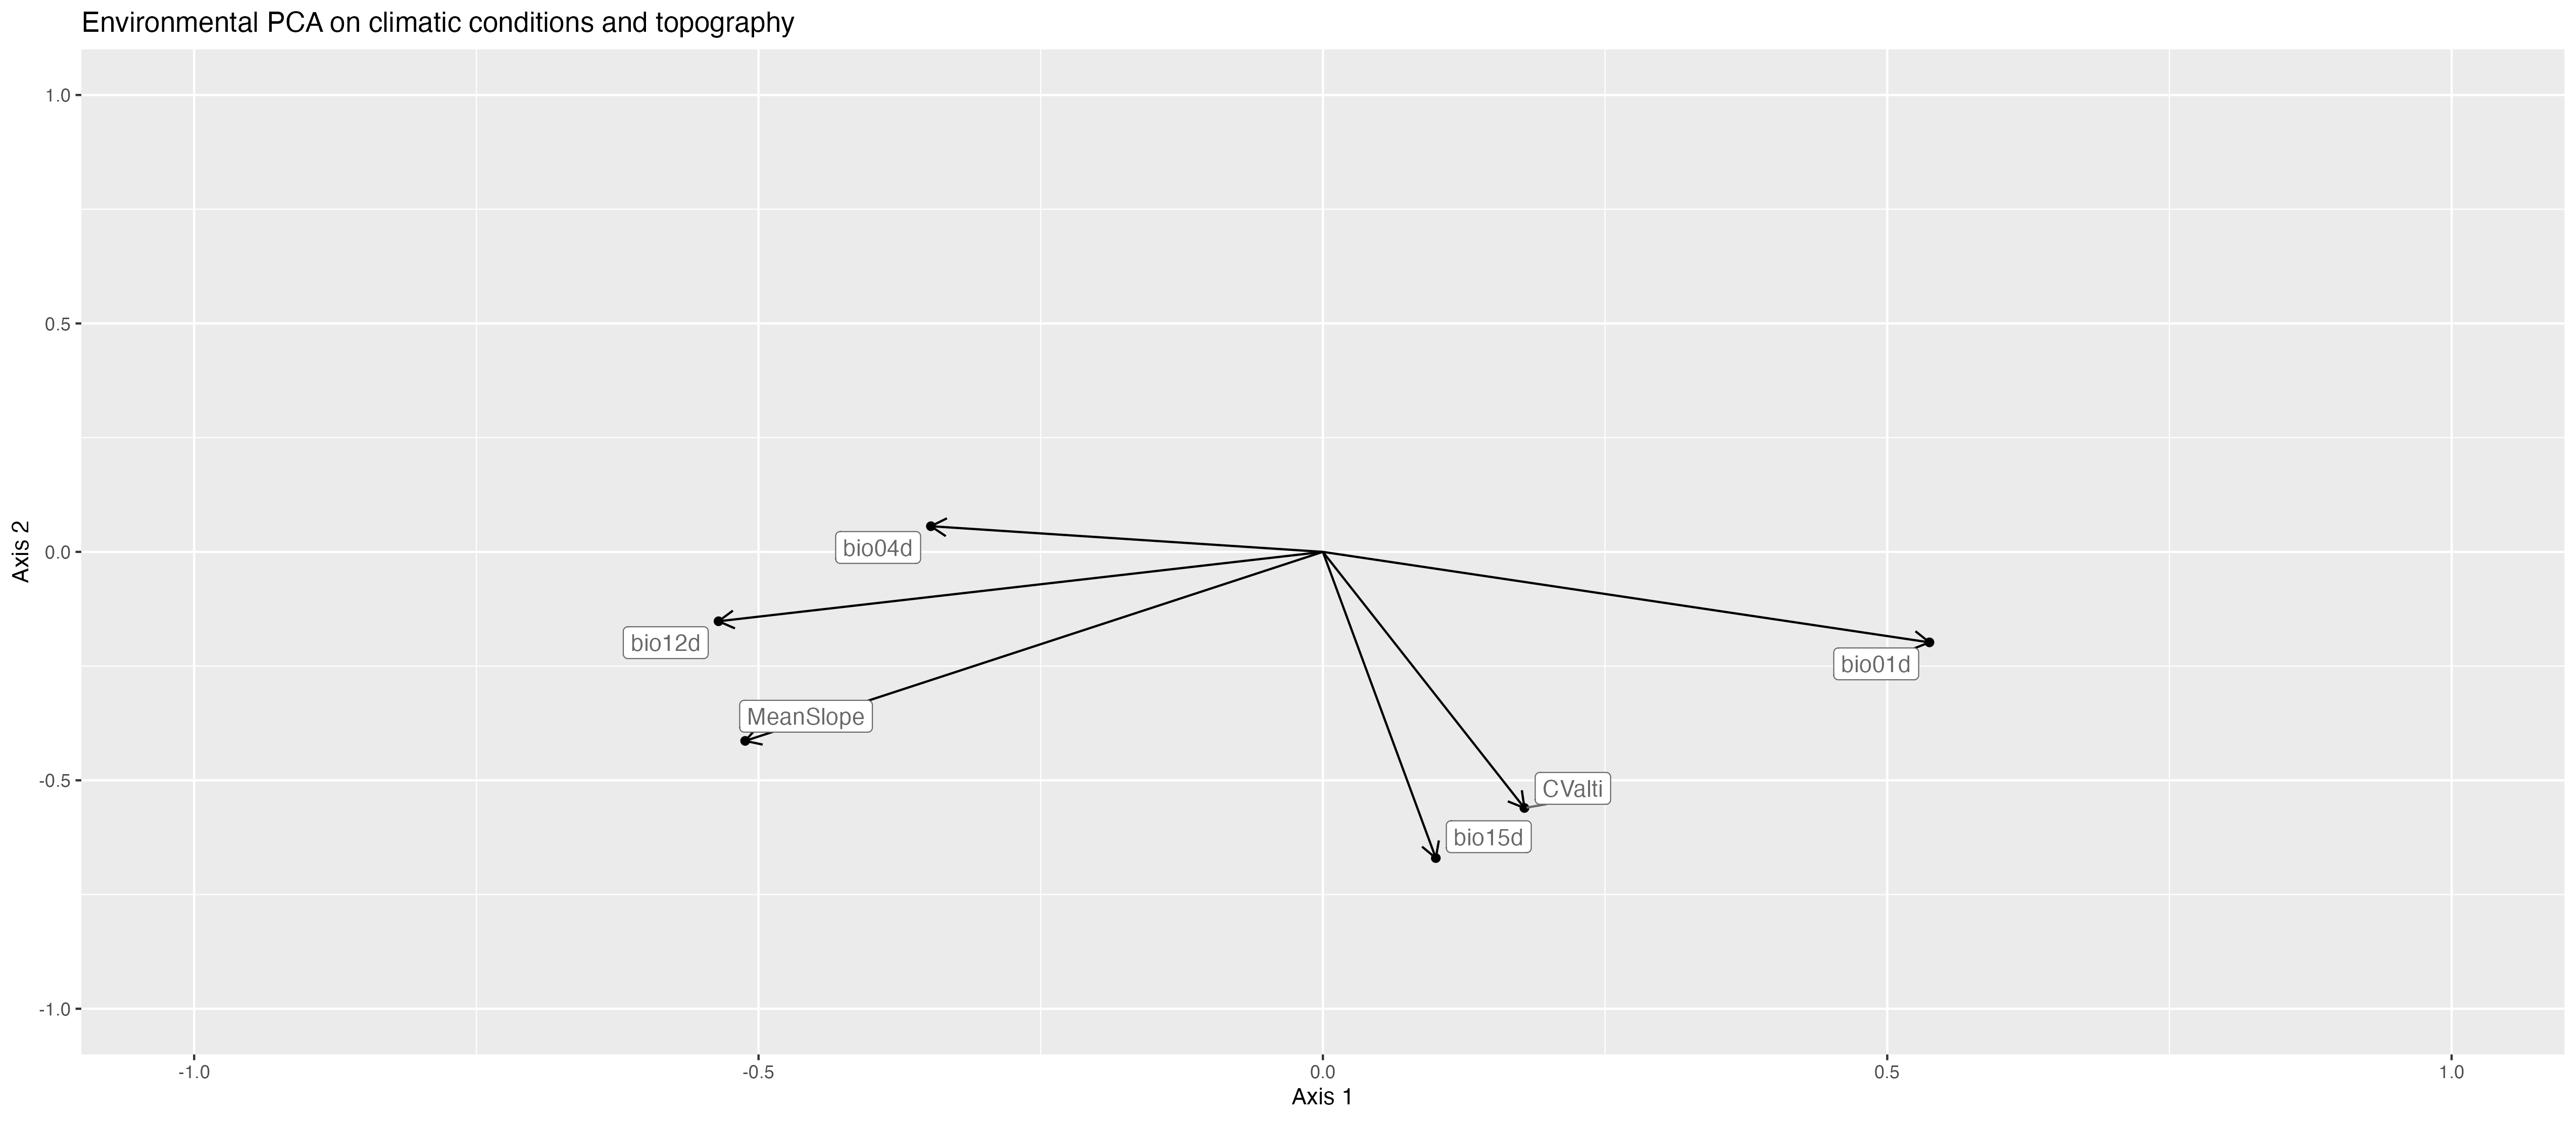 Environmental PCA on climatic conditions and topography
1.0
0.5
0.0
-0.5
-1.0
Axis 2
bio04d
bio12d
bio01d
MeanSlope
CValti
bio15d
-1.0
-0.5
0.0
0.5
1.0
Axis 1